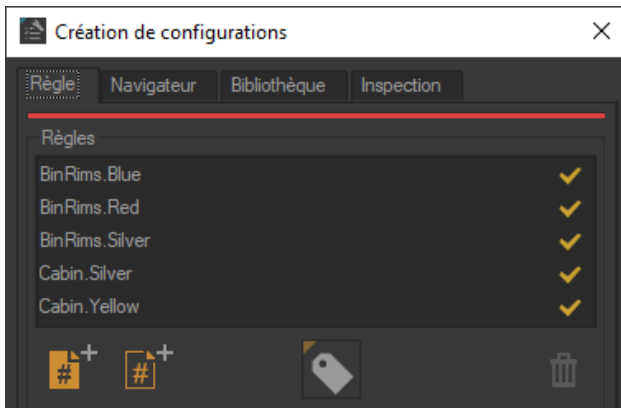 Création de configurations
Règle Navigateur Bibliothèque Inspection
Règles
BinRims.Blue
BinRims.Red
BinRims.Silver
Cabin.Silver
Cabin.Yellow
# + # +